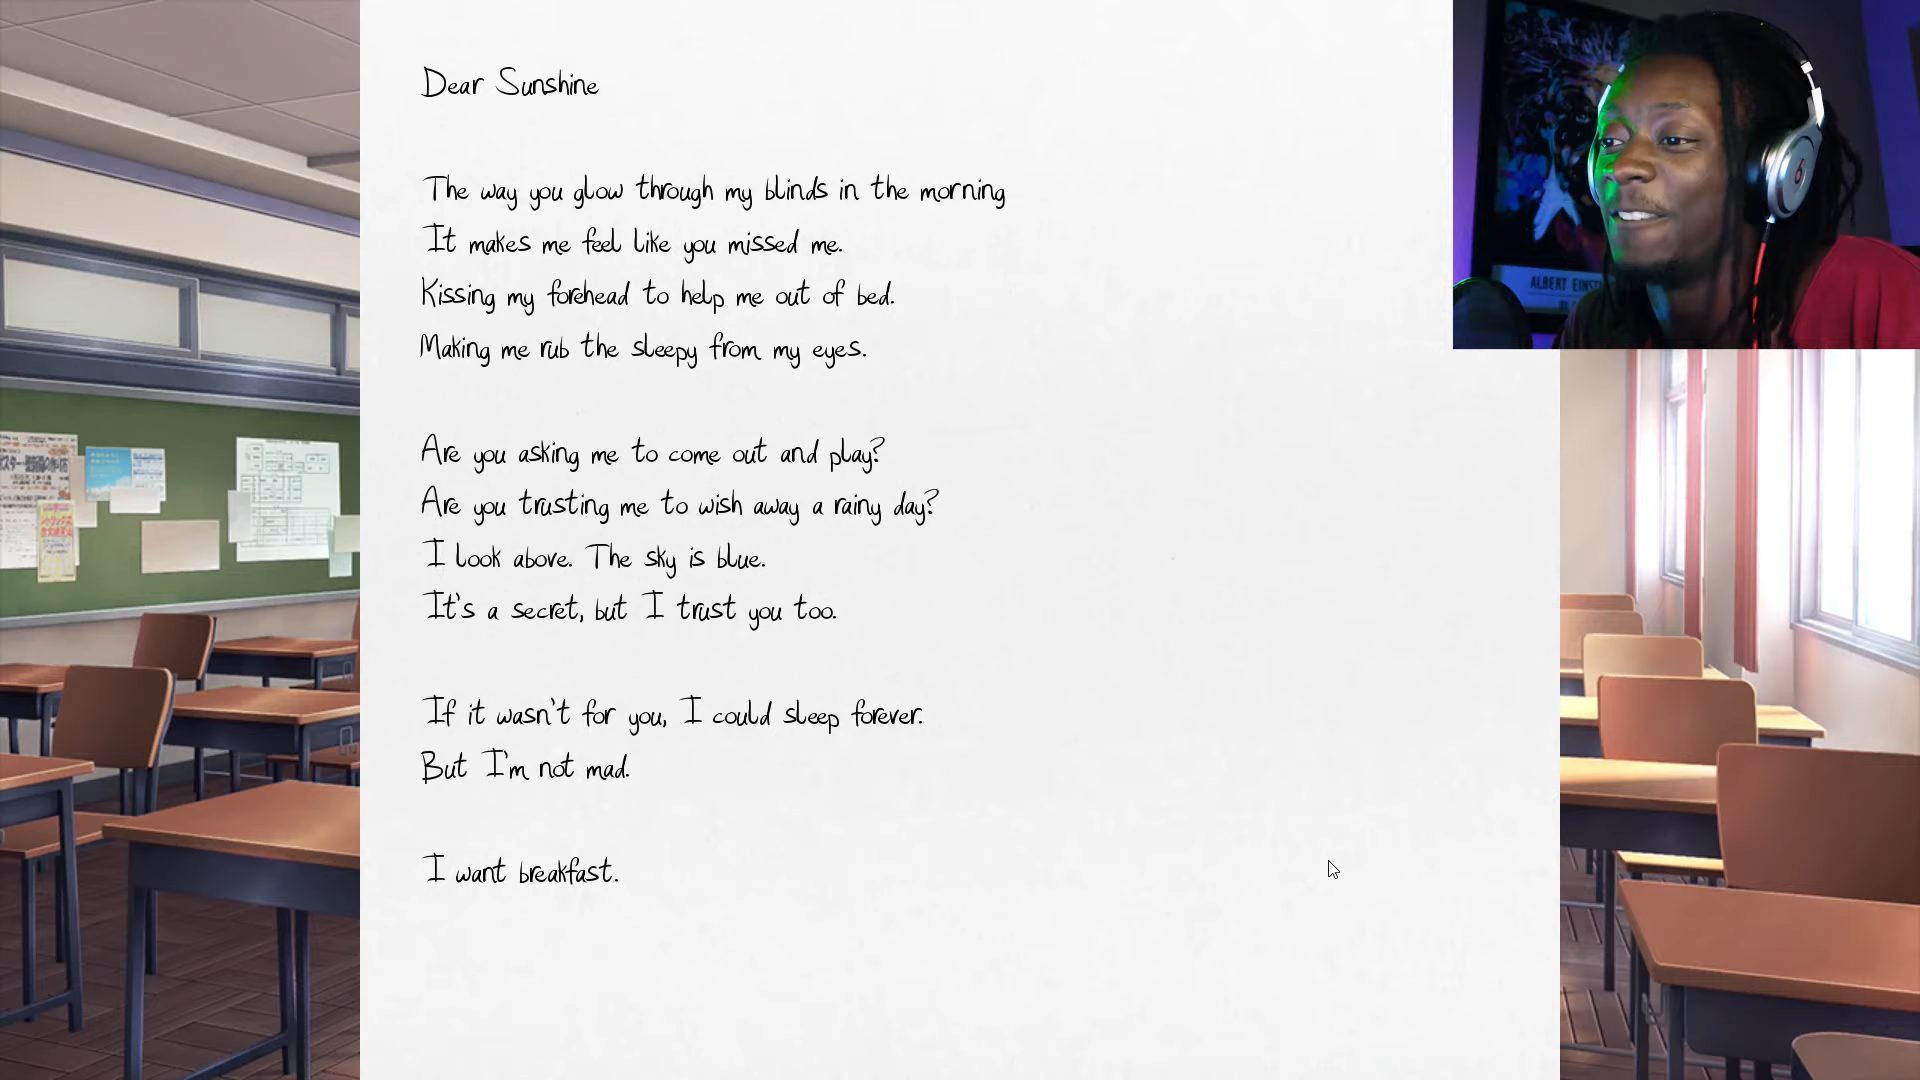 Dear Sunshine
The way you glow through my blinds in the morning
It makes me feel like you missed me.
Kissing my forehead to help me out of bed.
Making me rub the sleepy from my eyes.
Are you asking me to come out and play?
Are you trusting me to wish away a rainy day?
I look above. The sky is blue.
It's a secret, but I trust you too.
If it wasn't for you, I could sleep forever.
But I'm not mad.
I want breakfast.
ALBERT